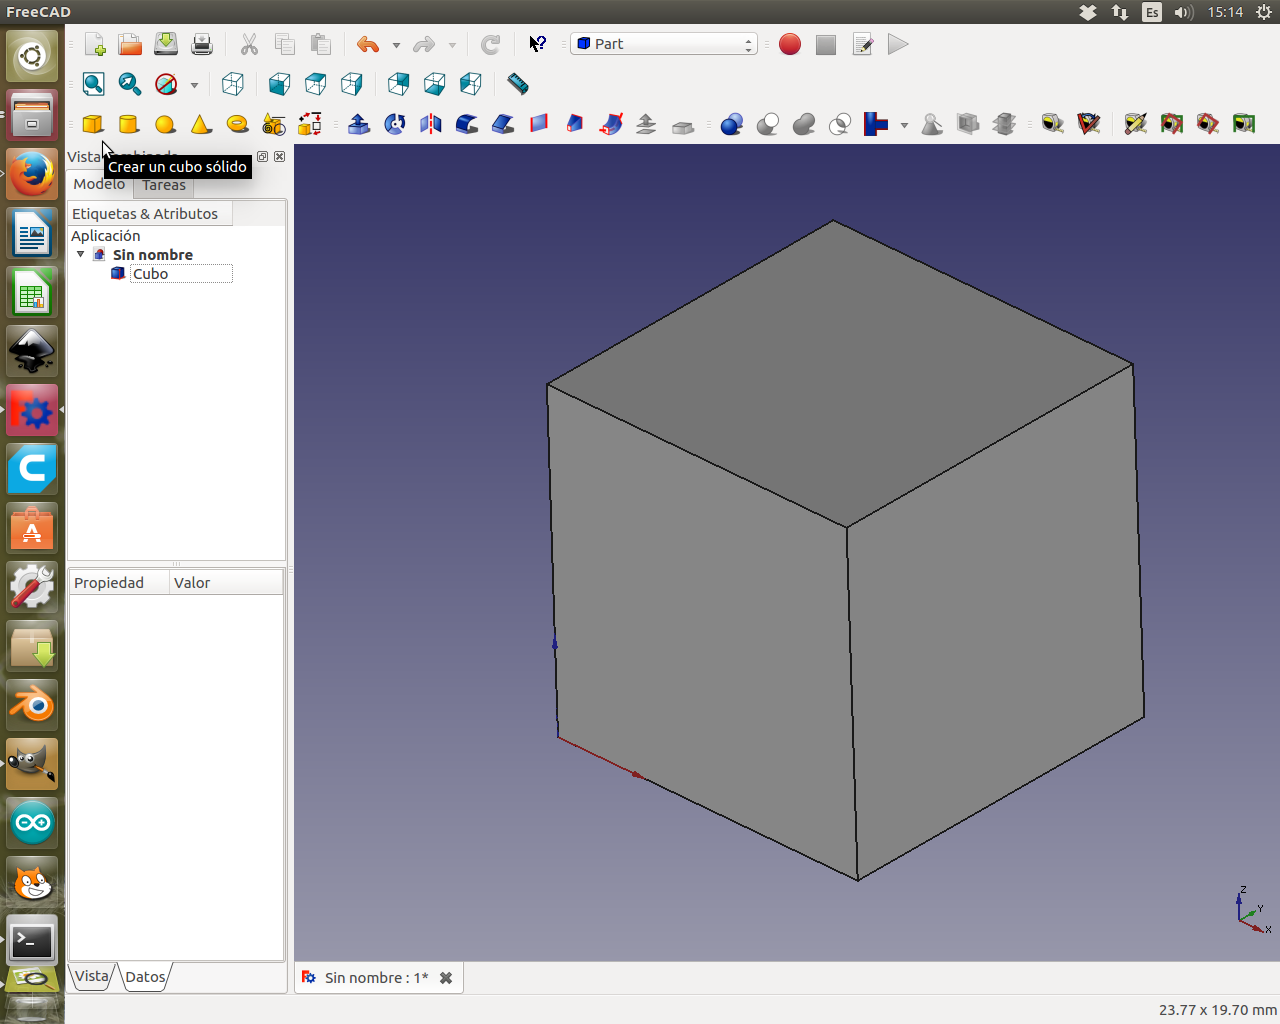 FreeCAD
Es
15:14
Part
Vista
Crear un cubo sólido
Modelo
Tareas
Etiquetas & Atributos
Aplicación
Sin nombre
Cubo
Propiedad Valor
Vista Datos
Sin nombre : 1*
Z
Y
X
23.77 x 19.70 mm